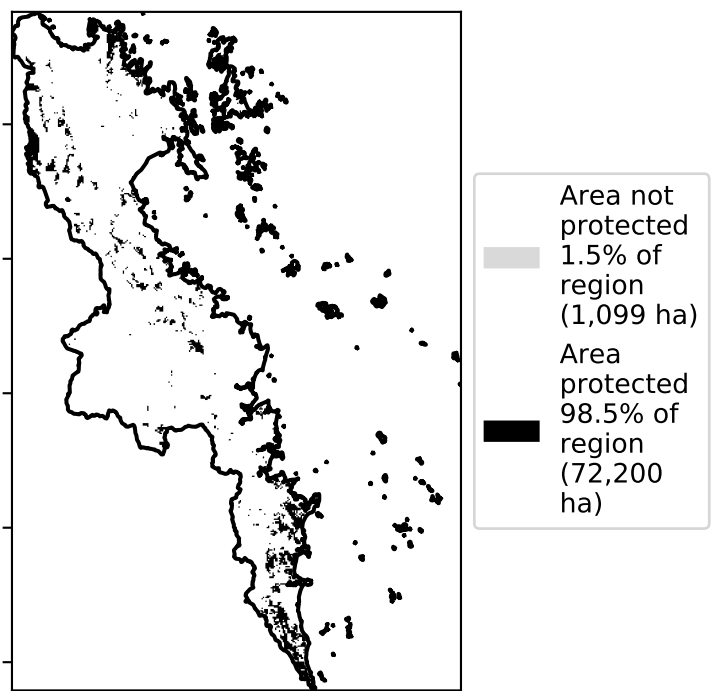 Area not
protected
1.5% of
region
(1,099 ha)
Area
protected
98.5% of
region
(72,200
ha)